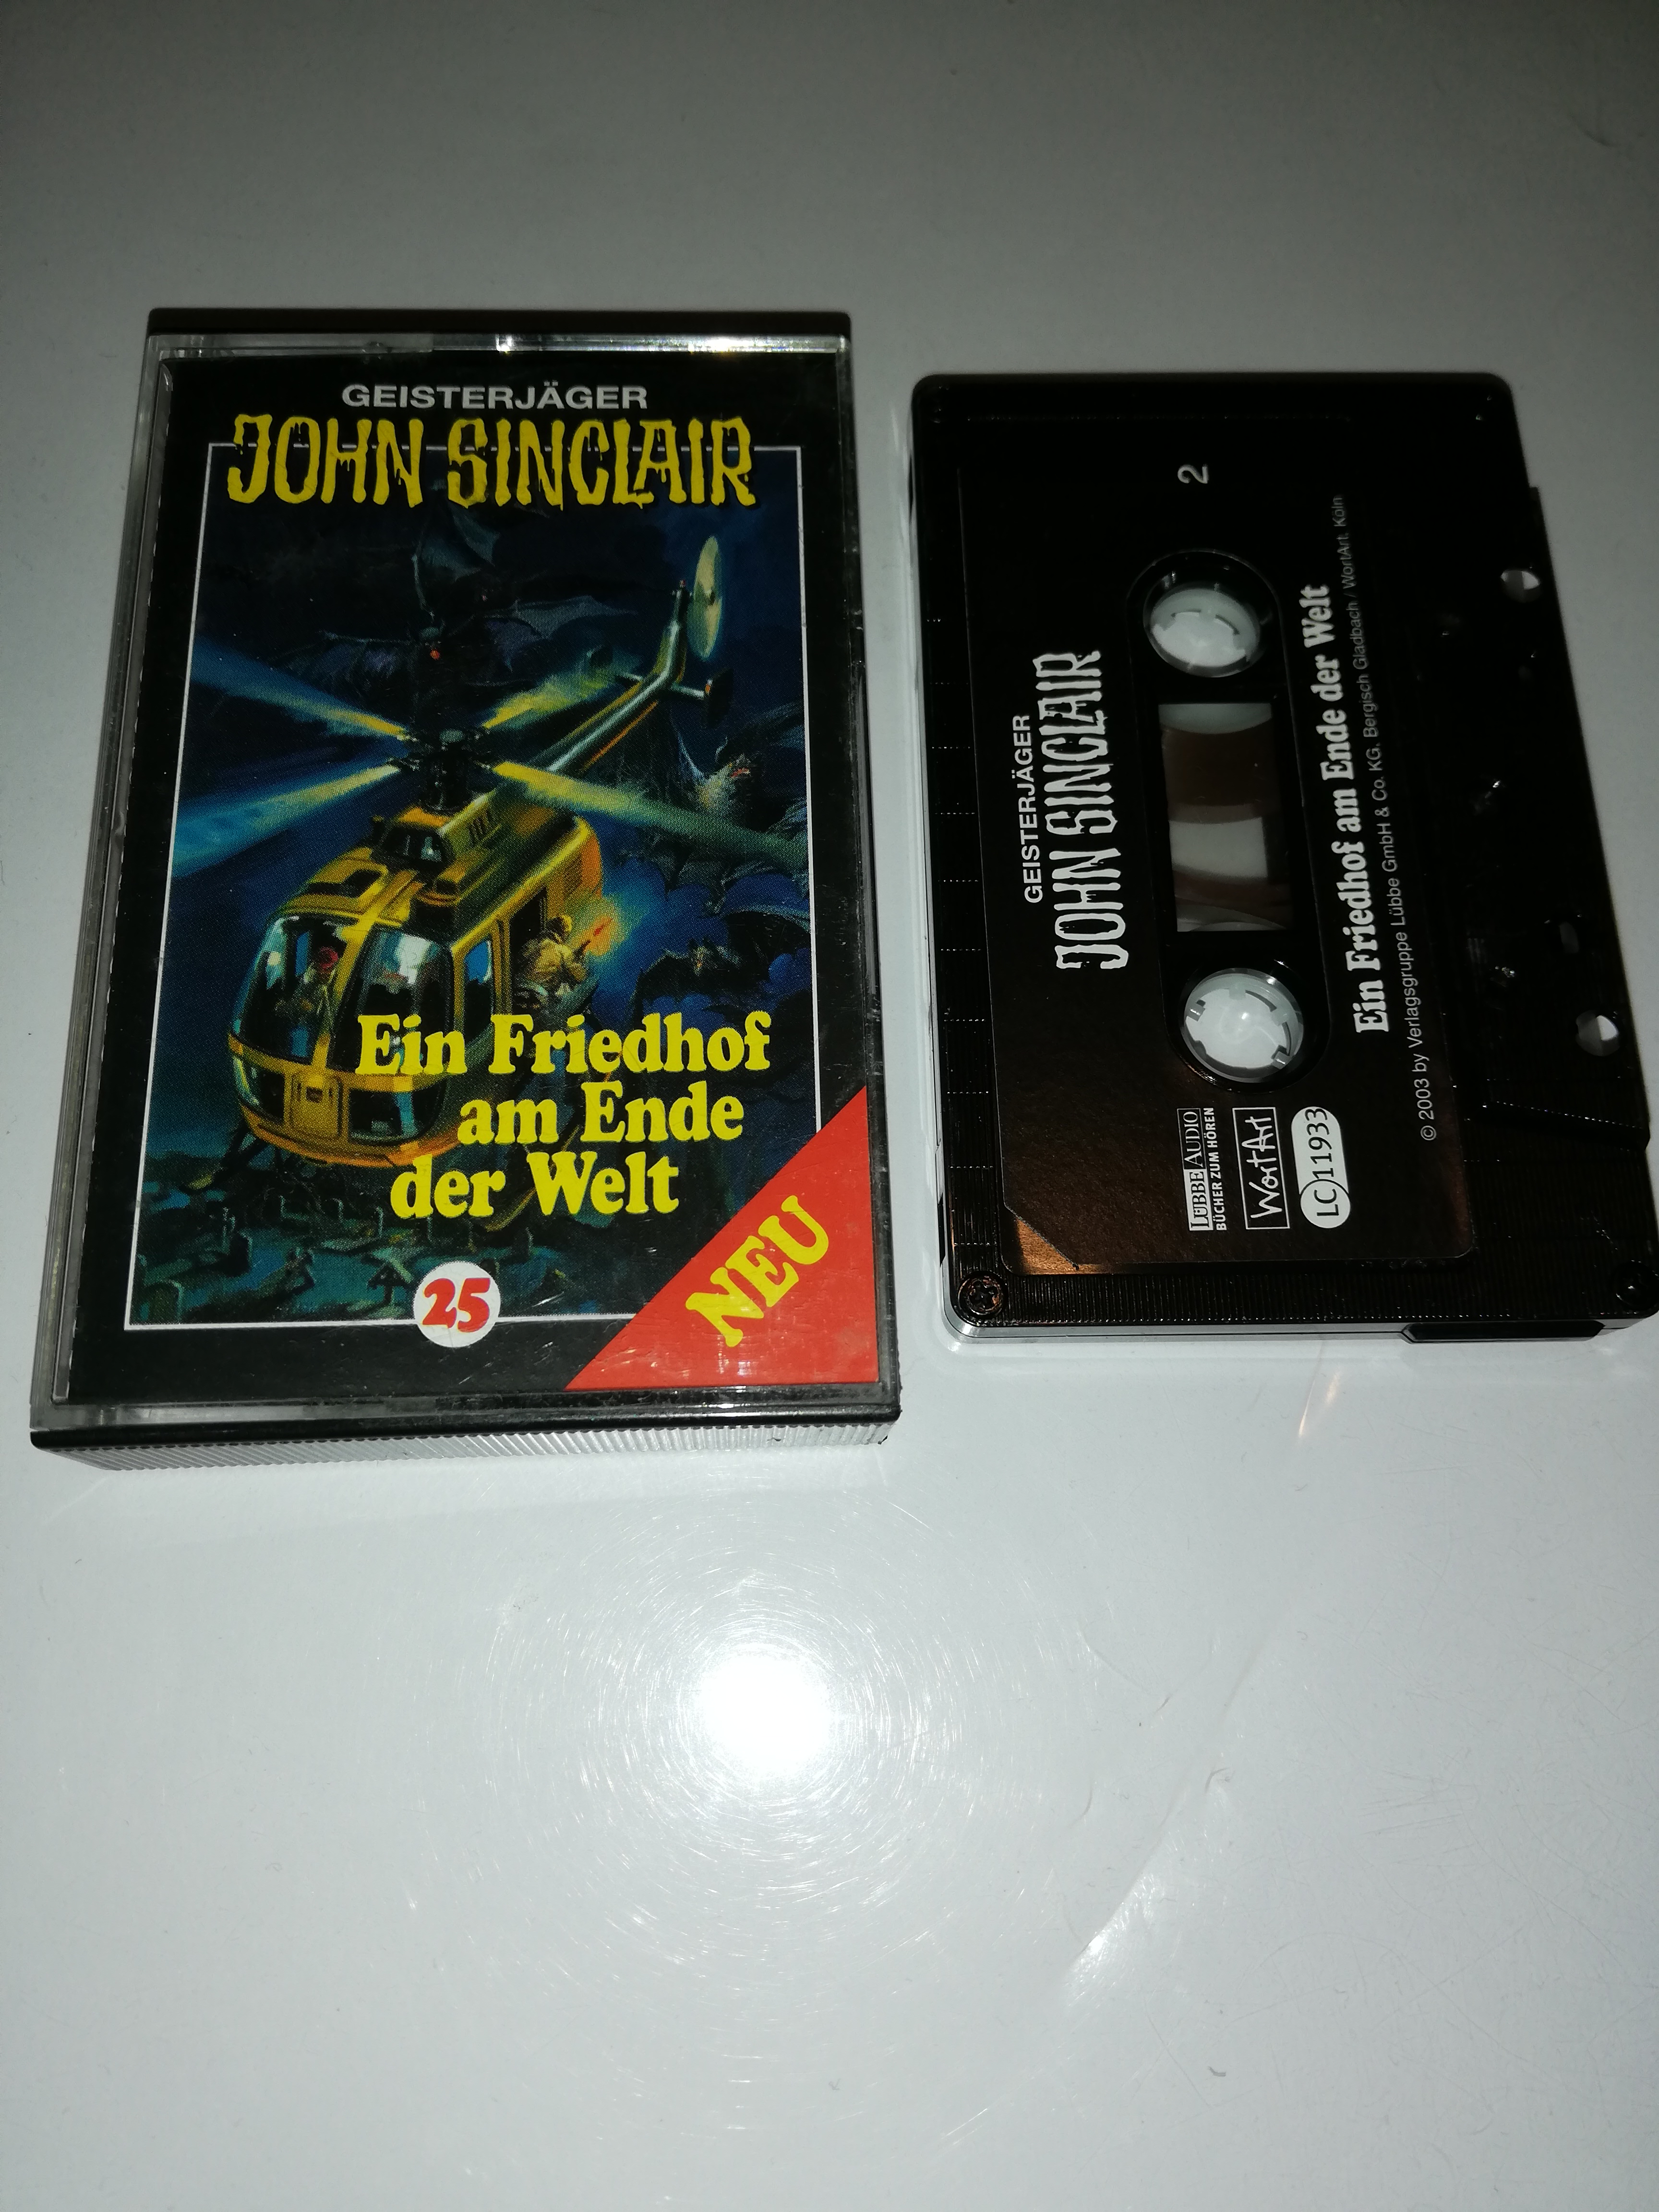 GEISTERJÄGER
JOHN SINCLAIR
Ein Friedhof
am Ende
der Welt
25
NEU
2
GEISTERJÄGER
JOHN SINCLAIR
LÜBBE AUDIO
BÜCHER ZUM HÖREN
WortArt
LC 11933
Ein Friedhof am Ende der Welt
© 2003 by Verlagsgruppe Lübbe GmbH & Co. KG, Bergisch Gladbach / WortArt, Köln